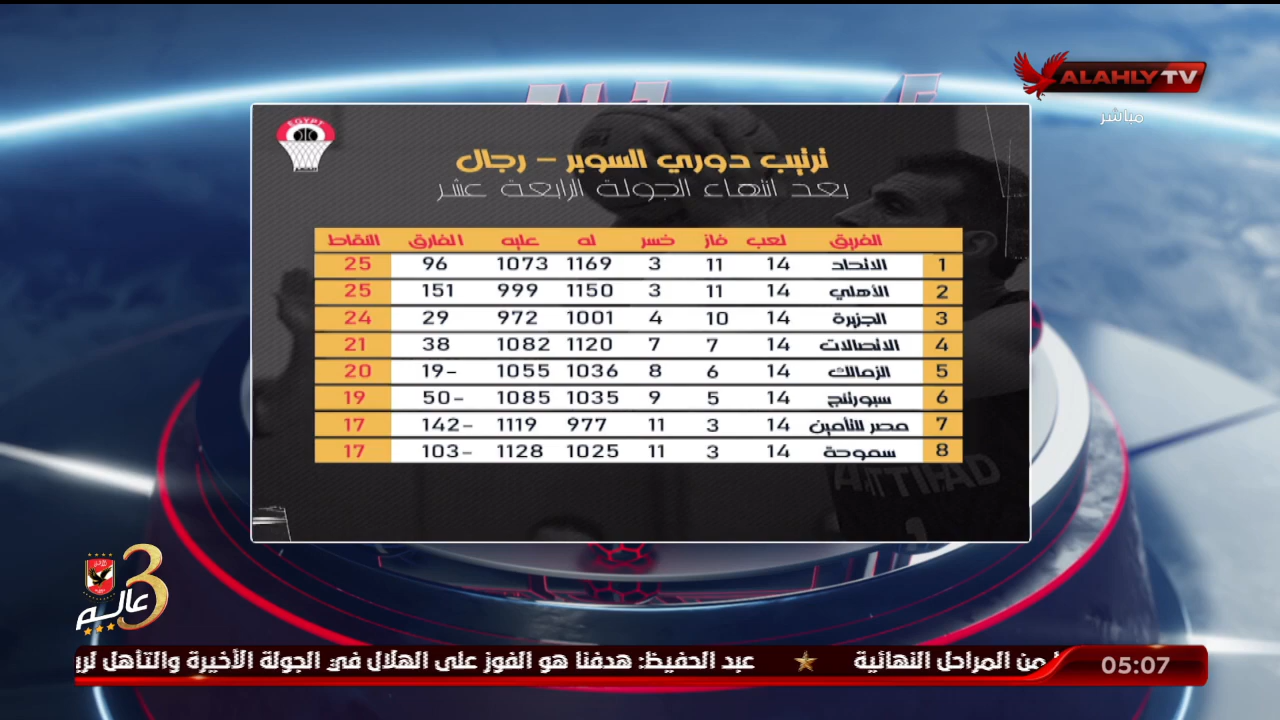 ALAHLY TV
مباشر
EGYPT
ترتيب دوري السوبر - رجال
بعد انتهاء الجولة الرابعة عشر
الفريق لعب فاز خسر له عليه الفارق النقاط
1 الاتحاد 14 11 3 1169 1073 96 25
2 الأهلي 14 11 3 1150 999 151 25
3 الجزيرة 14 10 4 1001 972 29 24
4 الاتصالات 14 7 7 1120 1082 38 21
5 الزمالك 14 6 8 1036 1055 19- 20
6 سبورتنج 14 5 9 1035 1085 50- 19
7 مصر للتأمين 14 3 11 977 1119 142- 17
8 سموحة 14 3 11 1025 1128 103- 17
ATTIFAD
1
3 عالم
من المراحل النهائية عبد الحفيظ: هدفنا هو الفوز على الهلال في الجولة الأخيرة والتأهل
05:07